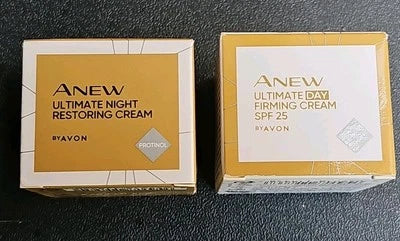 ANEW
ULTIMATE NIGHT
RESTORING CREAM
BY AVON
PROTINOL
ANEW
ULTIMATE DAY
FIRMING CREAM
SPF 25
BY AVON